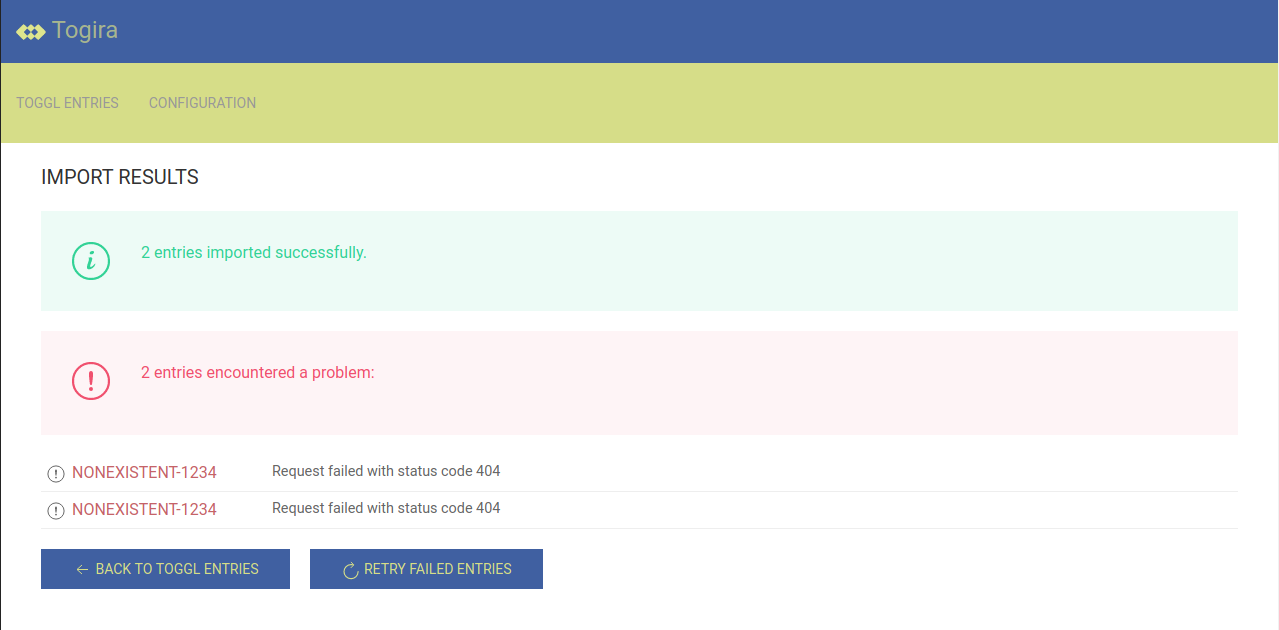 Togira
TOGGL ENTRIES CONFIGURATION
IMPORT RESULTS
2 entries imported successfully.
2 entries encountered a problem:
NONEXISTENT-1234 Request failed with status code 404
NONEXISTENT-1234 Request failed with status code 404
BACK TO TOGGL ENTRIES RETRY FAILED ENTRIES